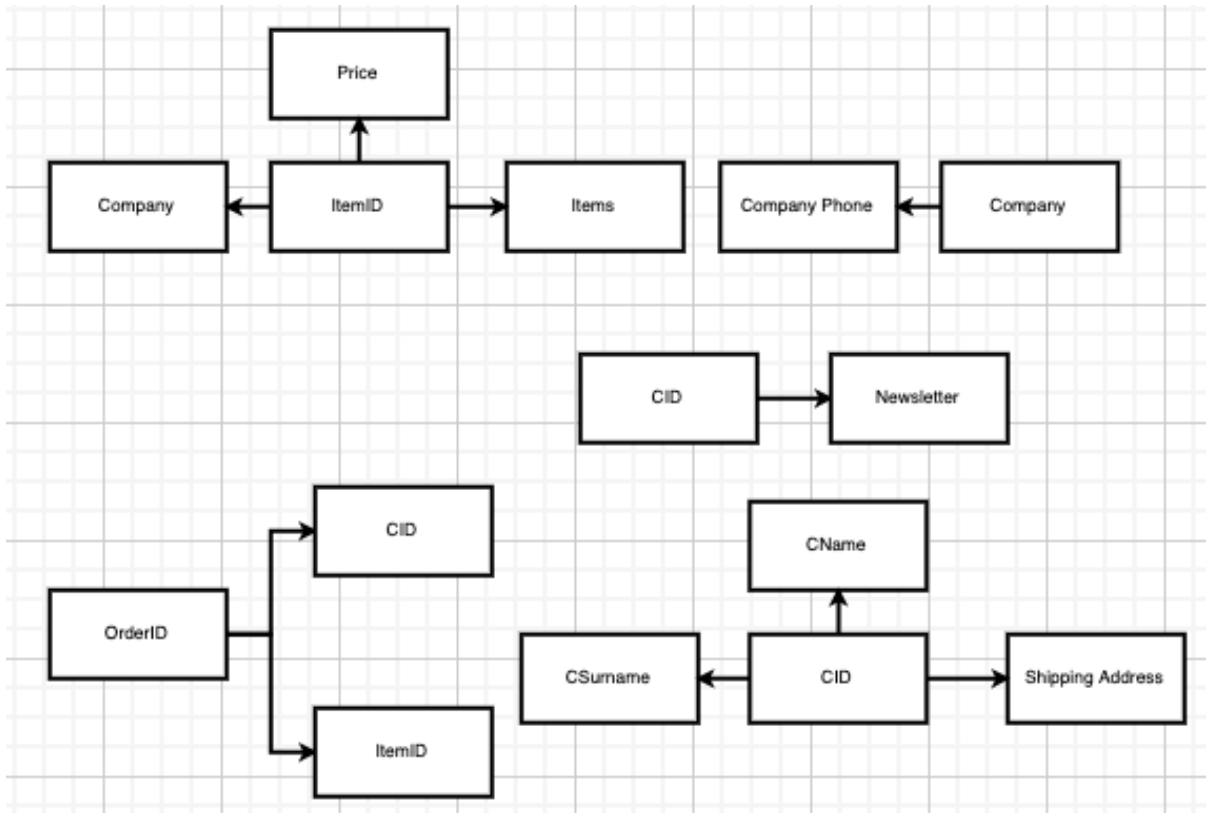 Price
Company
ItemID
Items
Company Phone
Company
CID
Newsletter
CID
CName
OrderID
CSurname
CID
Shipping Address
ItemID